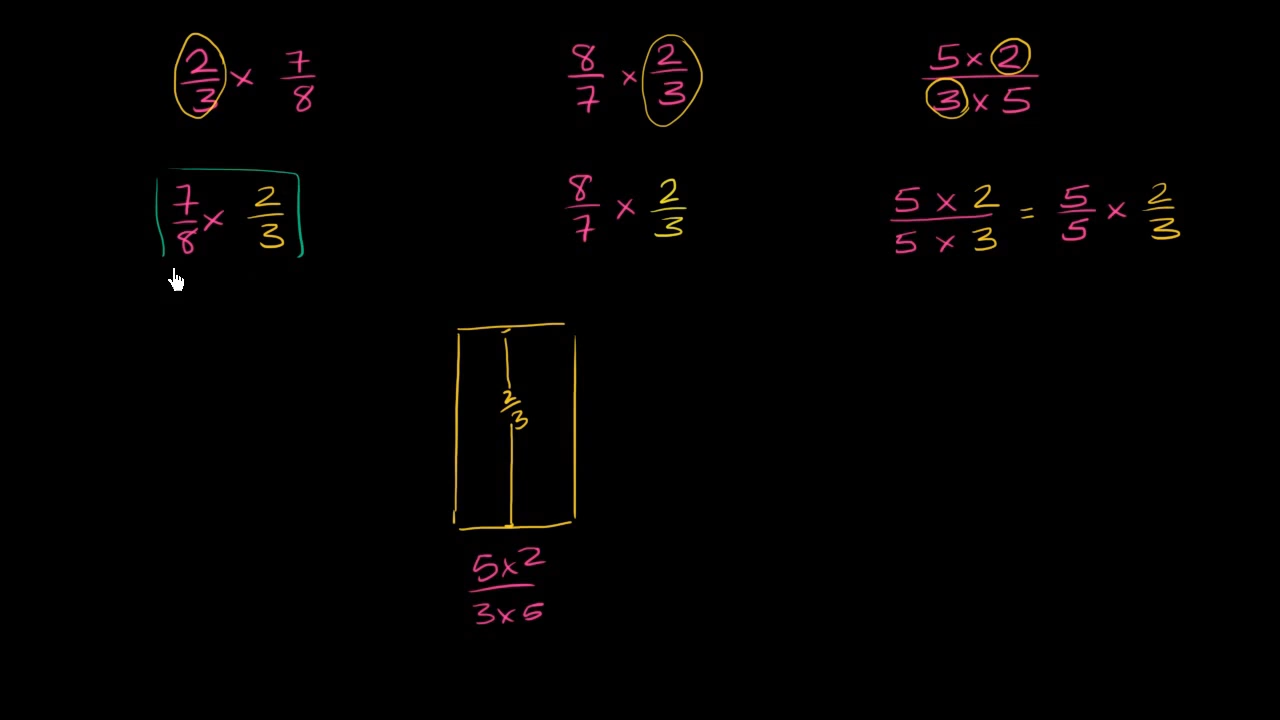 2/3 × 7/8
8/7 × 2/3
5 × 2 / 3 × 5
7/8 × 2/3
8/7 × 2/3
5 × 2 / 5 × 3 = 5/5 × 2/3
2/3
5×2 / 3×5